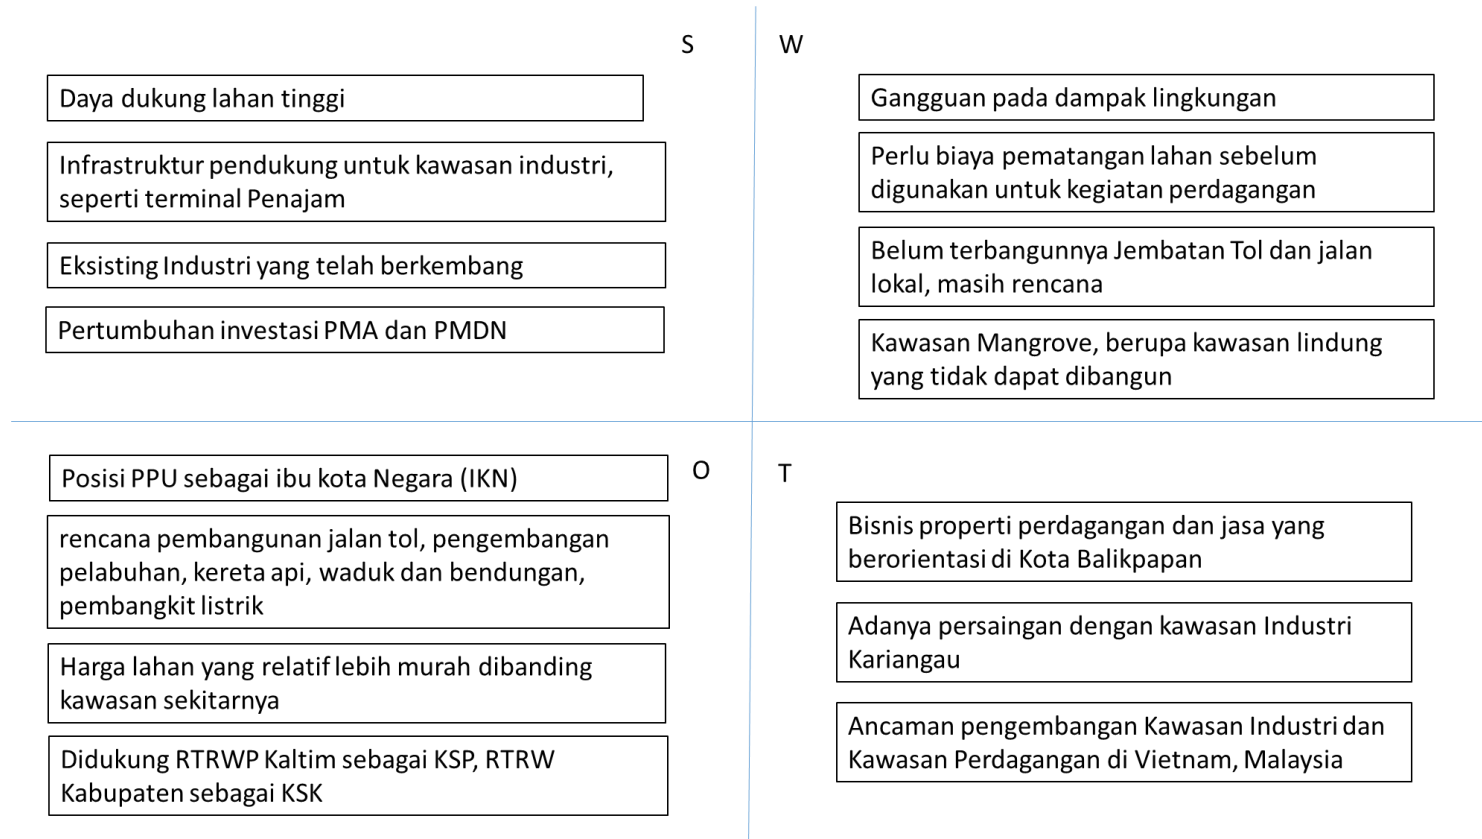 S
Daya dukung lahan tinggi
Infrastruktur pendukung untuk kawasan industri,
seperti terminal Penajam
Eksisting Industri yang telah berkembang
Pertumbuhan investasi PMA dan PMDN
W
Gangguan pada dampak lingkungan
Perlu biaya pematangan lahan sebelum
digunakan untuk kegiatan perdagangan
Belum terbangunnya Jembatan Tol dan jalan
lokal, masih rencana
Kawasan Mangrove, berupa kawasan lindung
yang tidak dapat dibangun
O
Posisi PPU sebagai ibu kota Negara (IKN)
rencana pembangunan jalan tol, pengembangan
pelabuhan, kereta api, waduk dan bendungan,
pembangkit listrik
Harga lahan yang relatif lebih murah dibanding
kawasan sekitarnya
Didukung RTRWP Kaltim sebagai KSP, RTRW
Kabupaten sebagai KSK
T
Bisnis properti perdagangan dan jasa yang
berorientasi di Kota Balikpapan
Adanya persaingan dengan kawasan Industri
Kariangau
Ancaman pengembangan Kawasan Industri dan
Kawasan Perdagangan di Vietnam, Malaysia